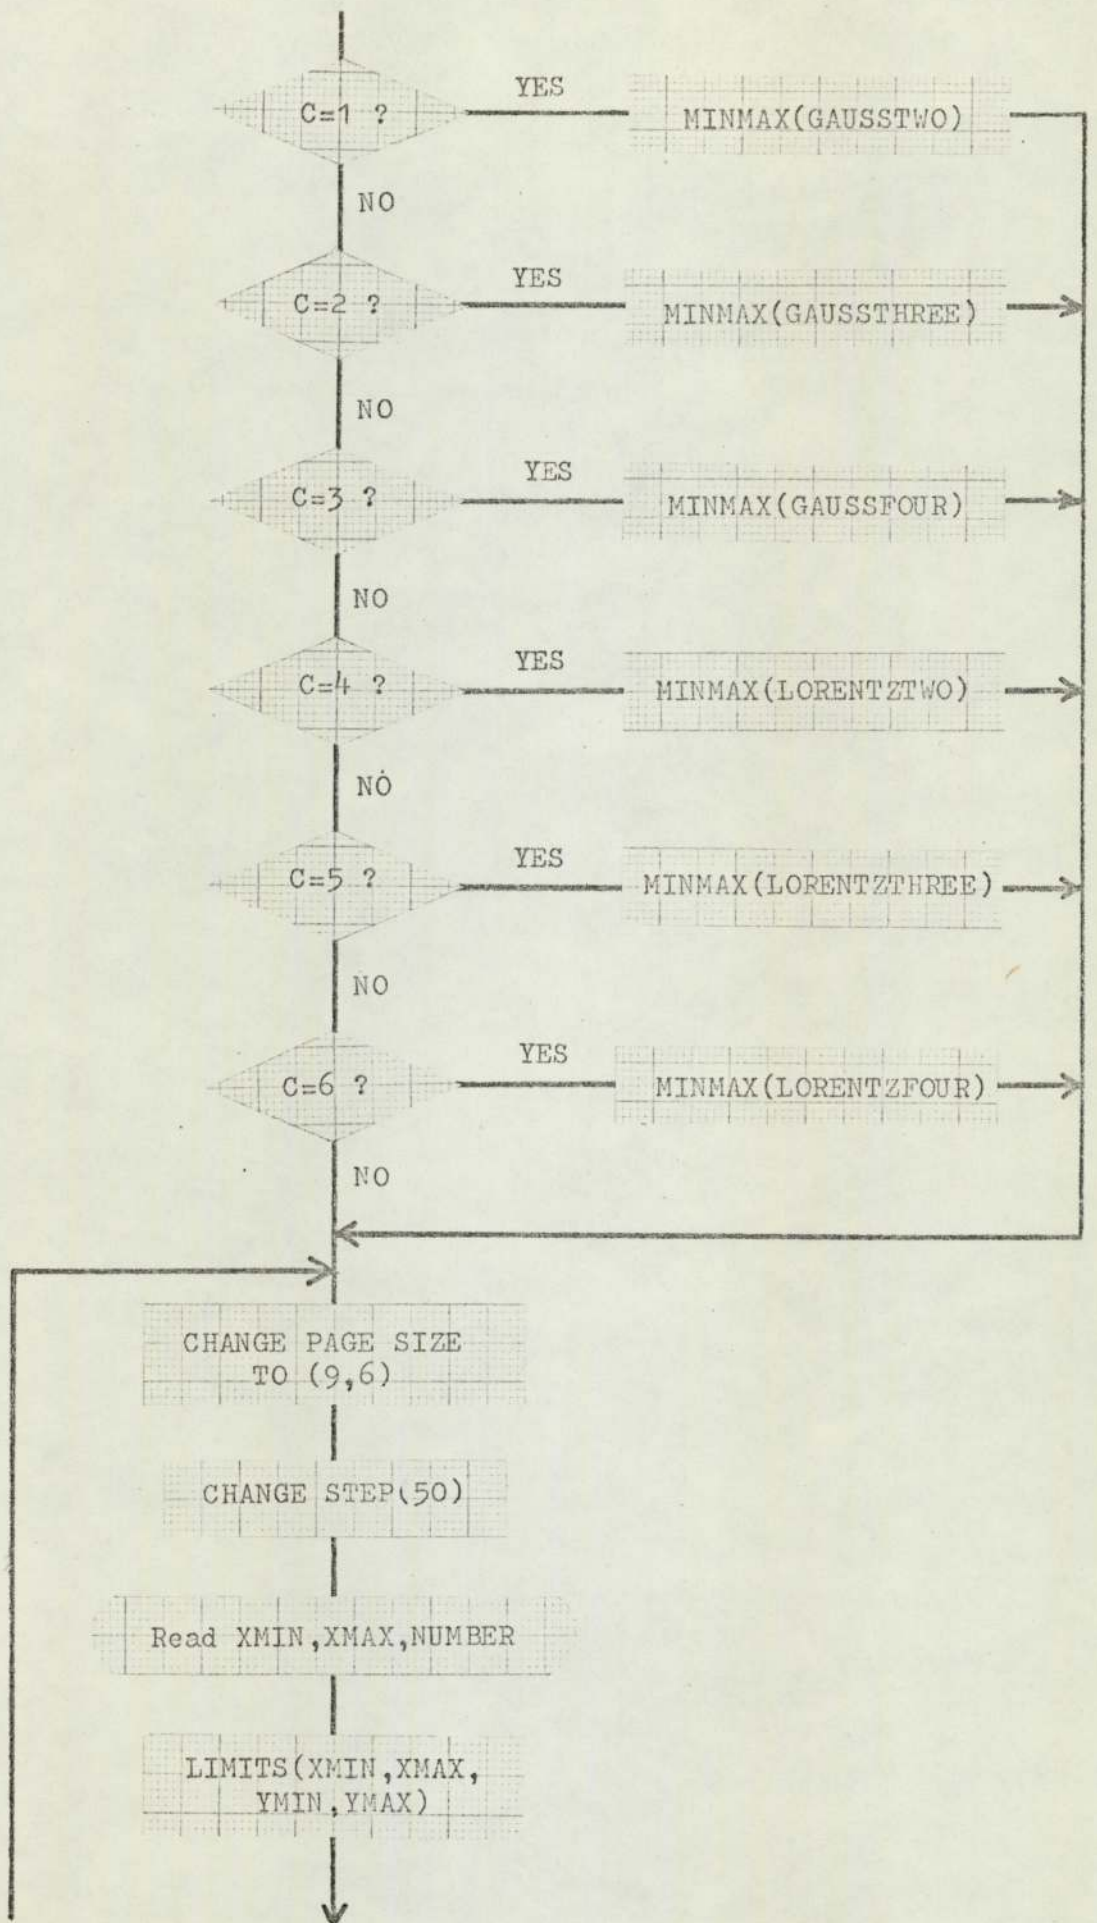 C=1 ?
YES
MINMAX(GAUSSTWO)
NO
C=2 ?
YES
MINMAX(GAUSSTHREE)
NO
C=3 ?
YES
MINMAX(GAUSSFOUR)
NO
C=4 ?
YES
MINMAX(LORENTZTWO)
NO
C=5 ?
YES
MINMAX(LORENTZTHREE)
NO
C=6 ?
YES
MINMAX(LORENTZFOUR)
NO
CHANGE PAGE SIZE
TO (9,6)
CHANGE STEP(50)
Read XMIN,XMAX,NUMBER
LIMITS(XMIN,XMAX,
YMIN,YMAX)